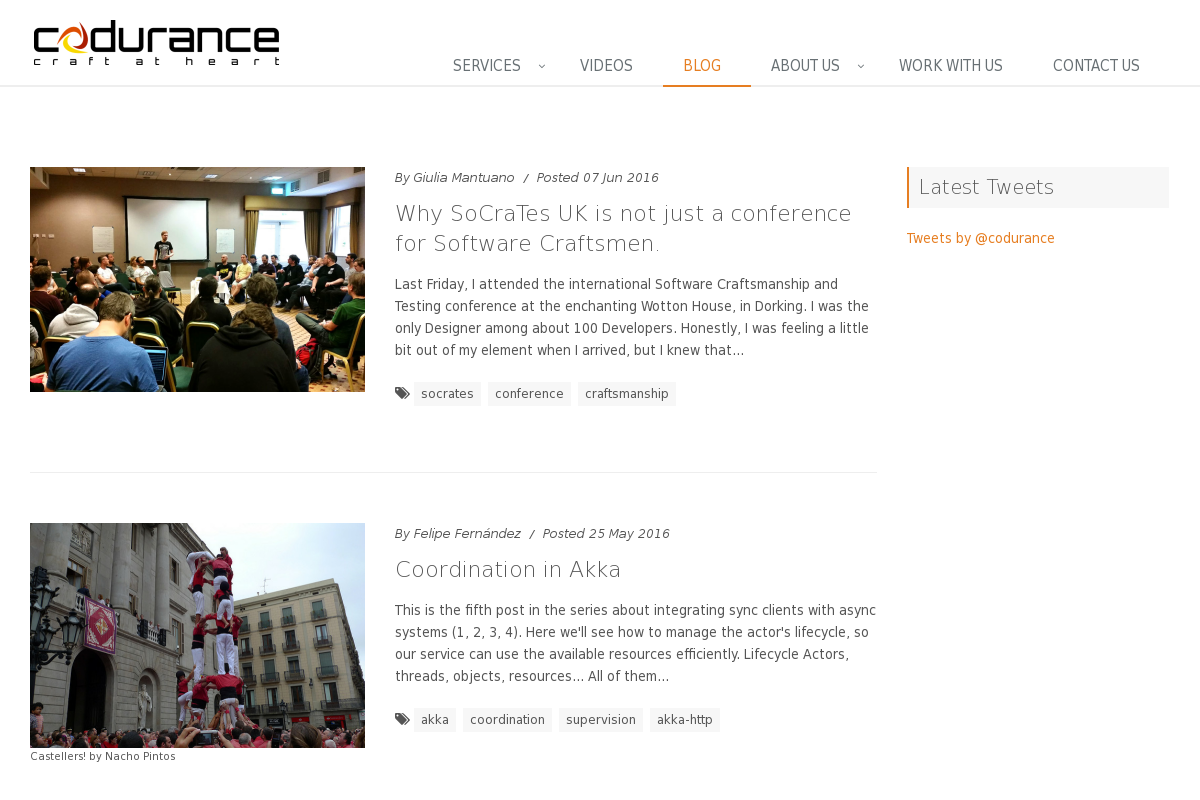 codurance
craft at heart
SERVICES VIDEOS BLOG ABOUT US WORK WITH US CONTACT US
By Giulia Mantuano / Posted 07 Jun 2016
Why SoCraTes UK is not just a conference
for Software Craftsmen.
Last Friday, I attended the international Software Craftsmanship and
Testing conference at the enchanting Wotton House, in Dorking. I was the
only Designer among about 100 Developers. Honestly, I was feeling a little
bit out of my element when I arrived, but I knew that...
socrates conference craftsmanship
Latest Tweets
Tweets by @codurance
By Felipe Fernández / Posted 25 May 2016
Coordination in Akka
This is the fifth post in the series about integrating sync clients with async
systems (1, 2, 3, 4). Here we'll see how to manage the actor's lifecycle, so
our service can use the available resources efficiently. Lifecycle Actors,
threads, objects, resources... All of them...
akka coordination supervision akka-http
Castellers! by Nacho Pintos